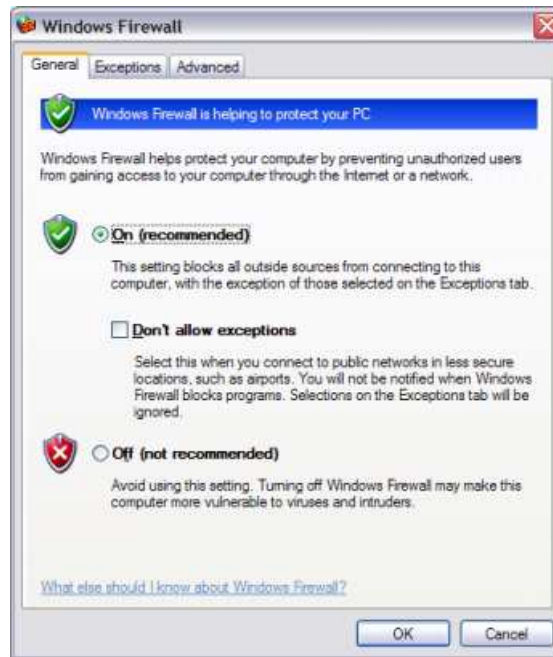 Windows Firewall
General Exceptions Advanced
Windows Firewall is helping to protect your PC
Windows Firewall helps protect your computer by preventing unauthorized users
from gaining access to your computer through the Internet or a network.
On (recommended)
This setting blocks all outside sources from connecting to this
computer, with the exception of those selected on the Exceptions tab.
Don't allow exceptions
Select this when you connect to public networks in less secure
locations, such as airports. You will not be notified when Windows
Firewall blocks programs. Selections on the Exceptions tab will be
ignored.
Off (not recommended)
Avoid using this setting. Turning off Windows Firewall may make this
computer more vulnerable to viruses and intruders.
What else should I know about Windows Firewall?
OK Cancel